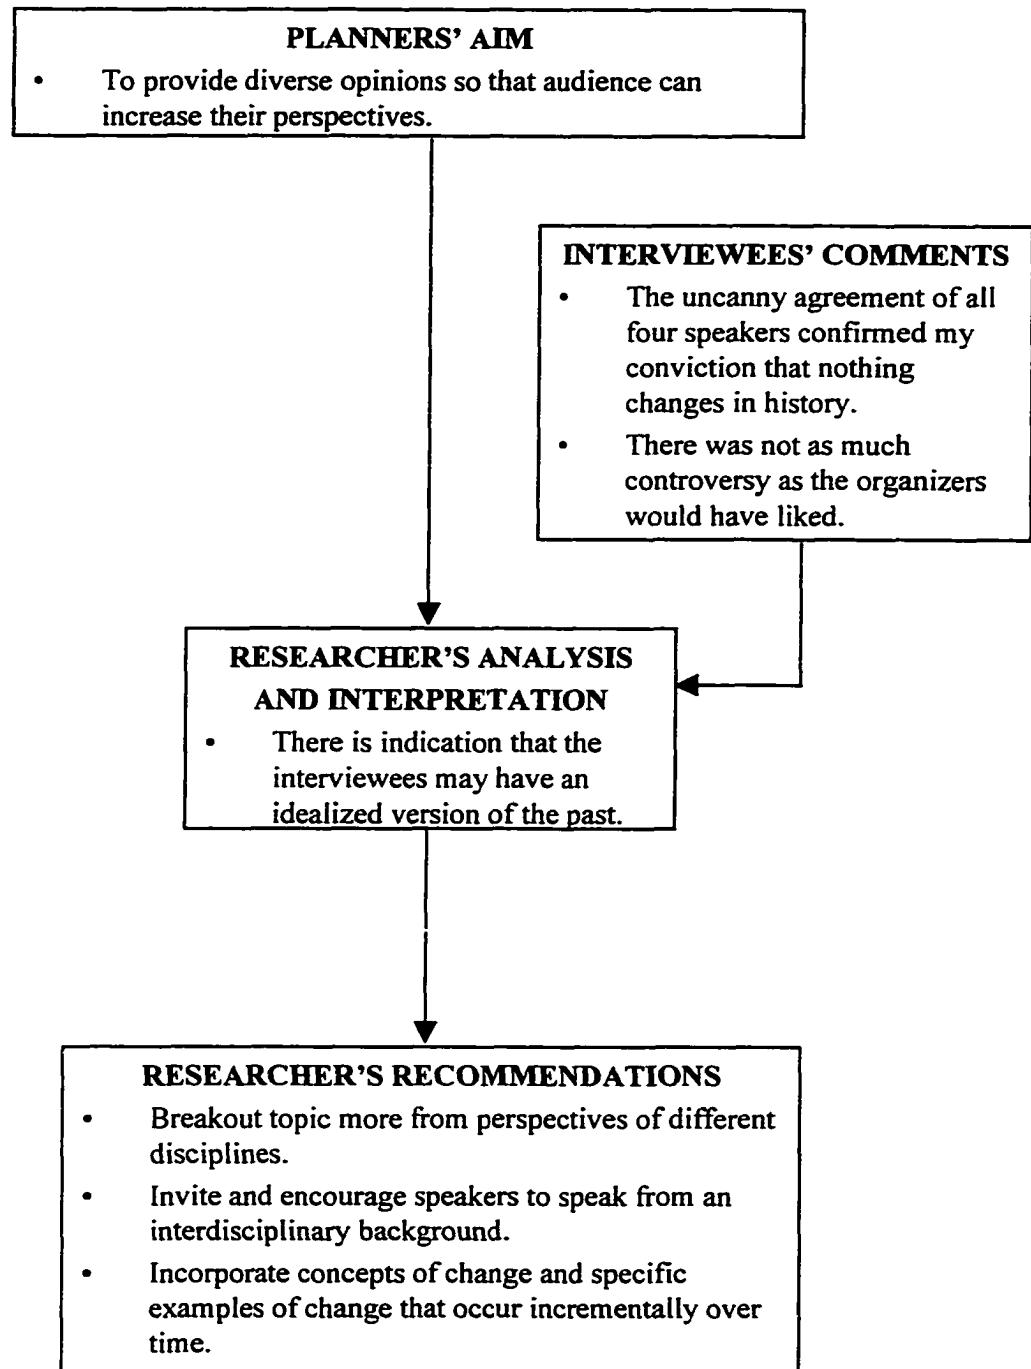 PLANNERS' AIM
• To provide diverse opinions so that audience can
increase their perspectives.
INTERVIEWEES' COMMENTS
• The uncanny agreement of all
four speakers confirmed my
conviction that nothing
changes in history.
• There was not as much
controversy as the organizers
would have liked.
RESEARCHER'S ANALYSIS
AND INTERPRETATION
• There is indication that the
interviewees may have an
idealized version of the past.
RESEARCHER'S RECOMMENDATIONS
• Breakout topic more from perspectives of different
disciplines.
• Invite and encourage speakers to speak from an
interdisciplinary background.
• Incorporate concepts of change and specific
examples of change that occur incrementally over
time.